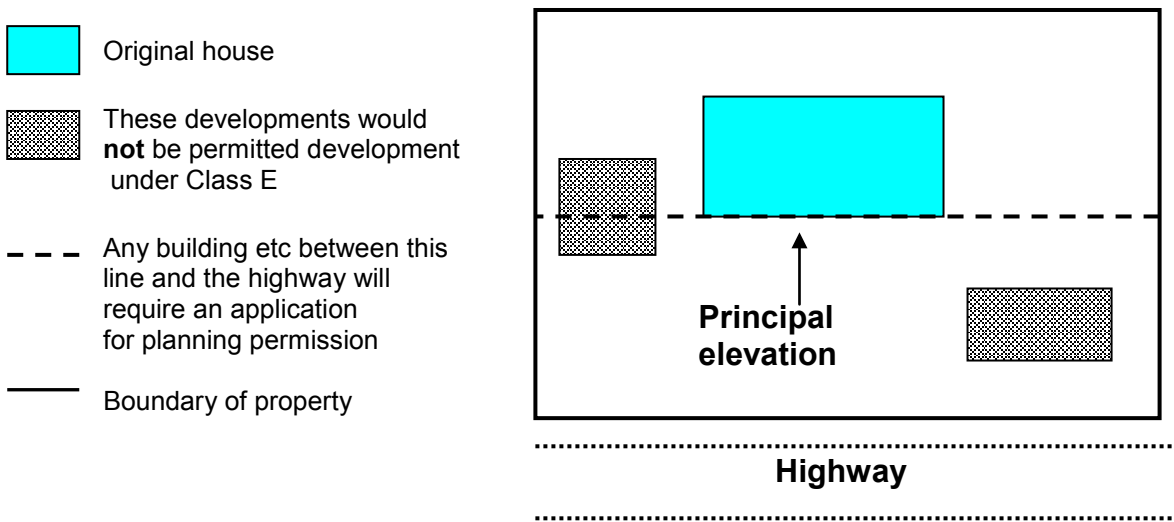 Original house
These developments would
not be permitted development
under Class E
Any building etc between this
line and the highway will
require an application
for planning permission
Boundary of property
Principal
elevation
Highway